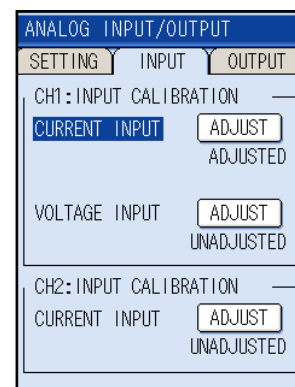 ANALOG INPUT/OUTPUT
SETTING INPUT OUTPUT
CH1:INPUT CALIBRATION
CURRENT INPUT ADJUST
ADJUSTED
VOLTAGE INPUT ADJUST
UNADJUSTED
CH2:INPUT CALIBRATION
CURRENT INPUT ADJUST
UNADJUSTED